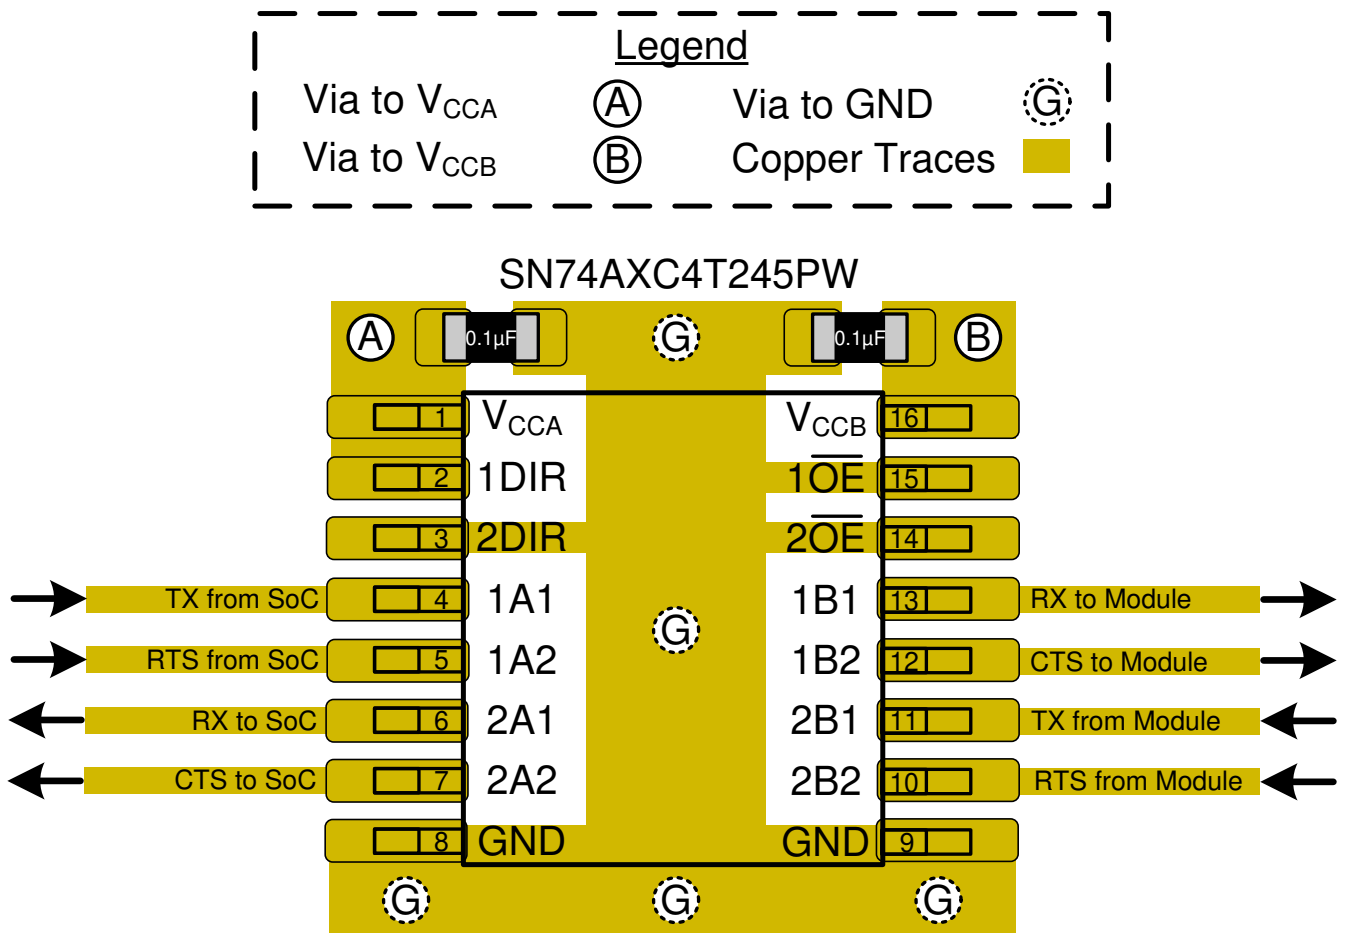 Legend
Via to VCCA A Via to GND G
Via to VCCB B Copper Traces
SN74AXC4T245PW
A 0.1µF G 0.1µF B
1 VCCA VCCB 16
2 1DIR 1OE 15
3 2DIR 2OE 14
TX from SoC 4 1A1 1B1 13 RX to Module
G
RTS from SoC 5 1A2 1B2 12 CTS to Module
RX to SoC 6 2A1 2B1 11 TX from Module
CTS to SoC 7 2A2 2B2 10 RTS from Module
8 GND GND 9
G G G